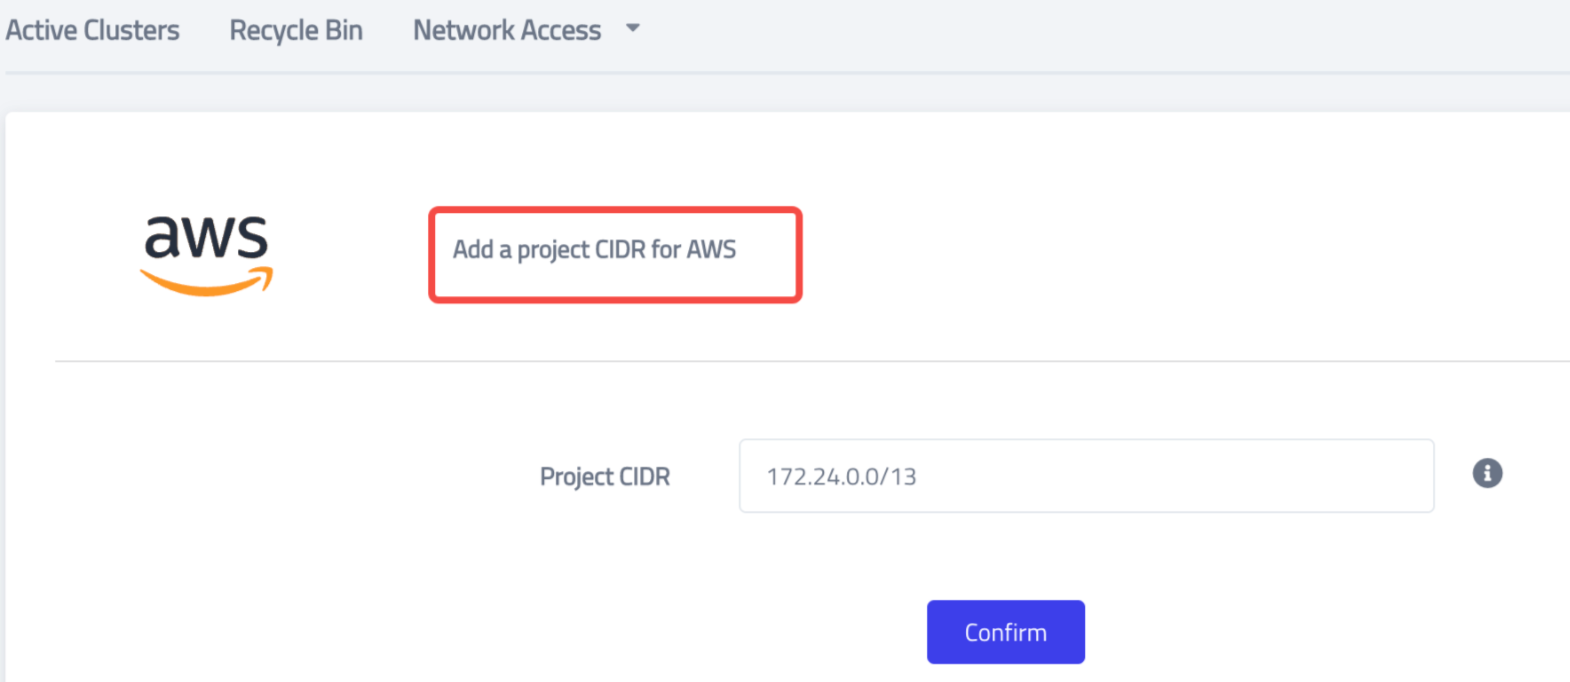 Active Clusters Recycle Bin Network Access
aws
Add a project CIDR for AWS
Project CIDR 172.24.0.0/13
Confirm